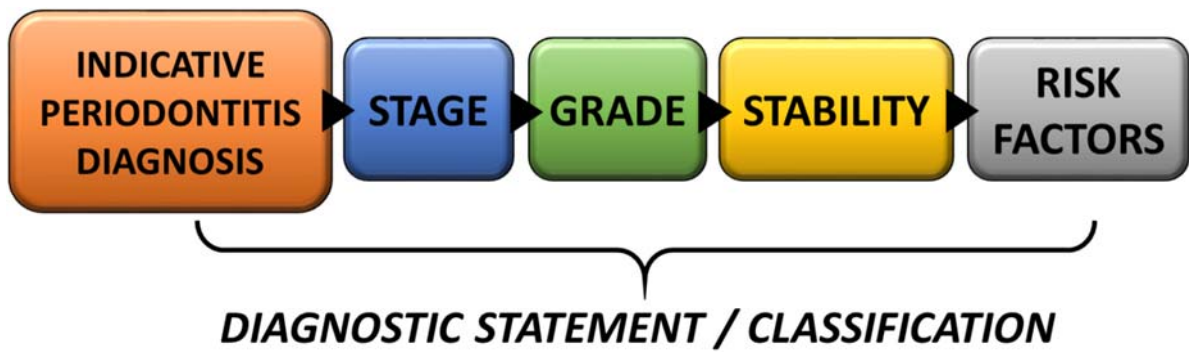 INDICATIVE
PERIODONTITIS
DIAGNOSIS
STAGE
GRADE
STABILITY
RISK
FACTORS
DIAGNOSTIC STATEMENT / CLASSIFICATION